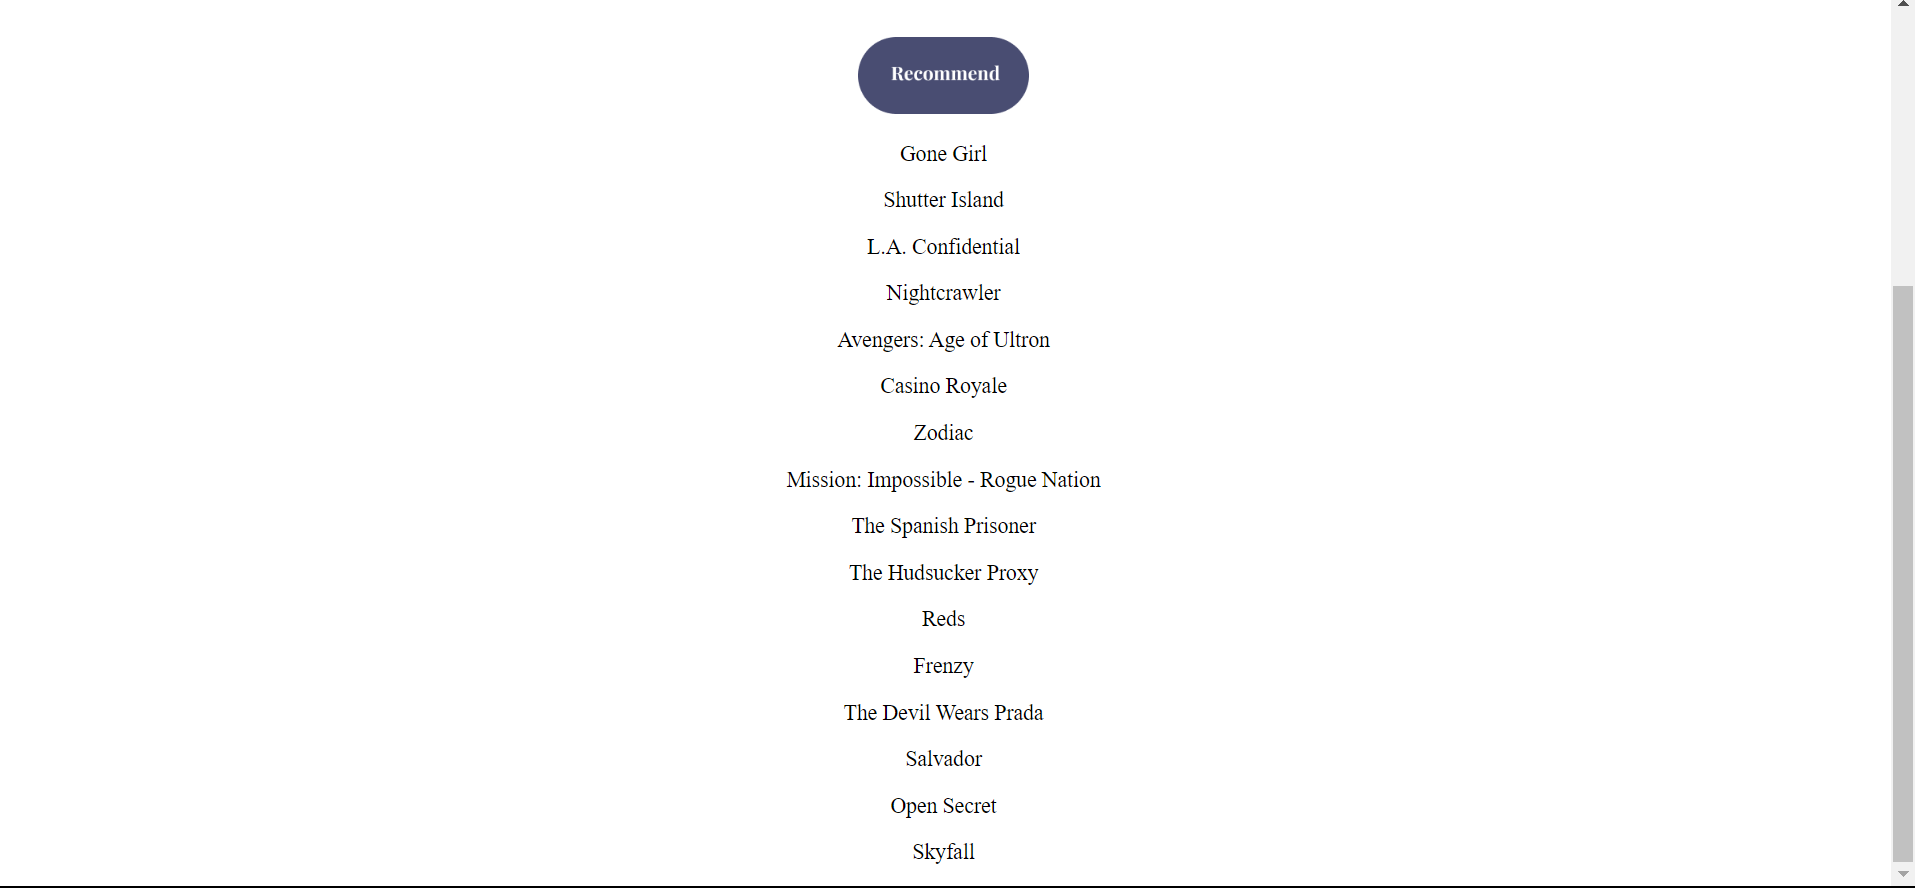 Recommend
Gone Girl
Shutter Island
L.A. Confidential
Nightcrawler
Avengers: Age of Ultron
Casino Royale
Zodiac
Mission: Impossible - Rogue Nation
The Spanish Prisoner
The Hudsucker Proxy
Reds
Frenzy
The Devil Wears Prada
Salvador
Open Secret
Skyfall